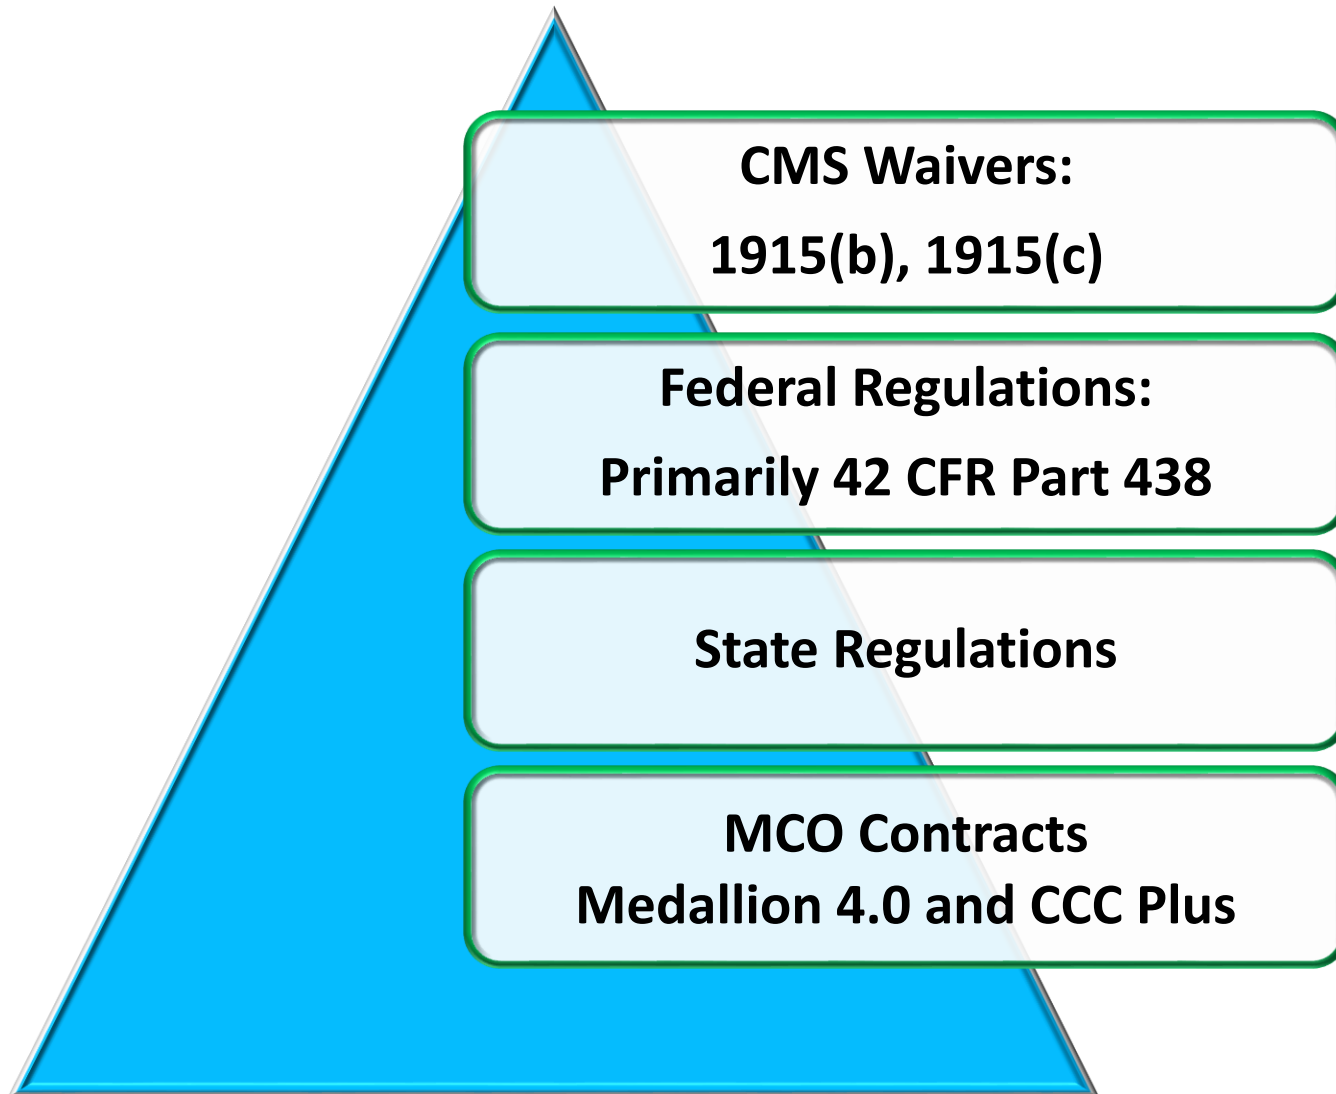 CMS Waivers:
1915(b), 1915(c)
Federal Regulations:
Primarily 42 CFR Part 438
State Regulations
MCO Contracts
Medallion 4.0 and CCC Plus